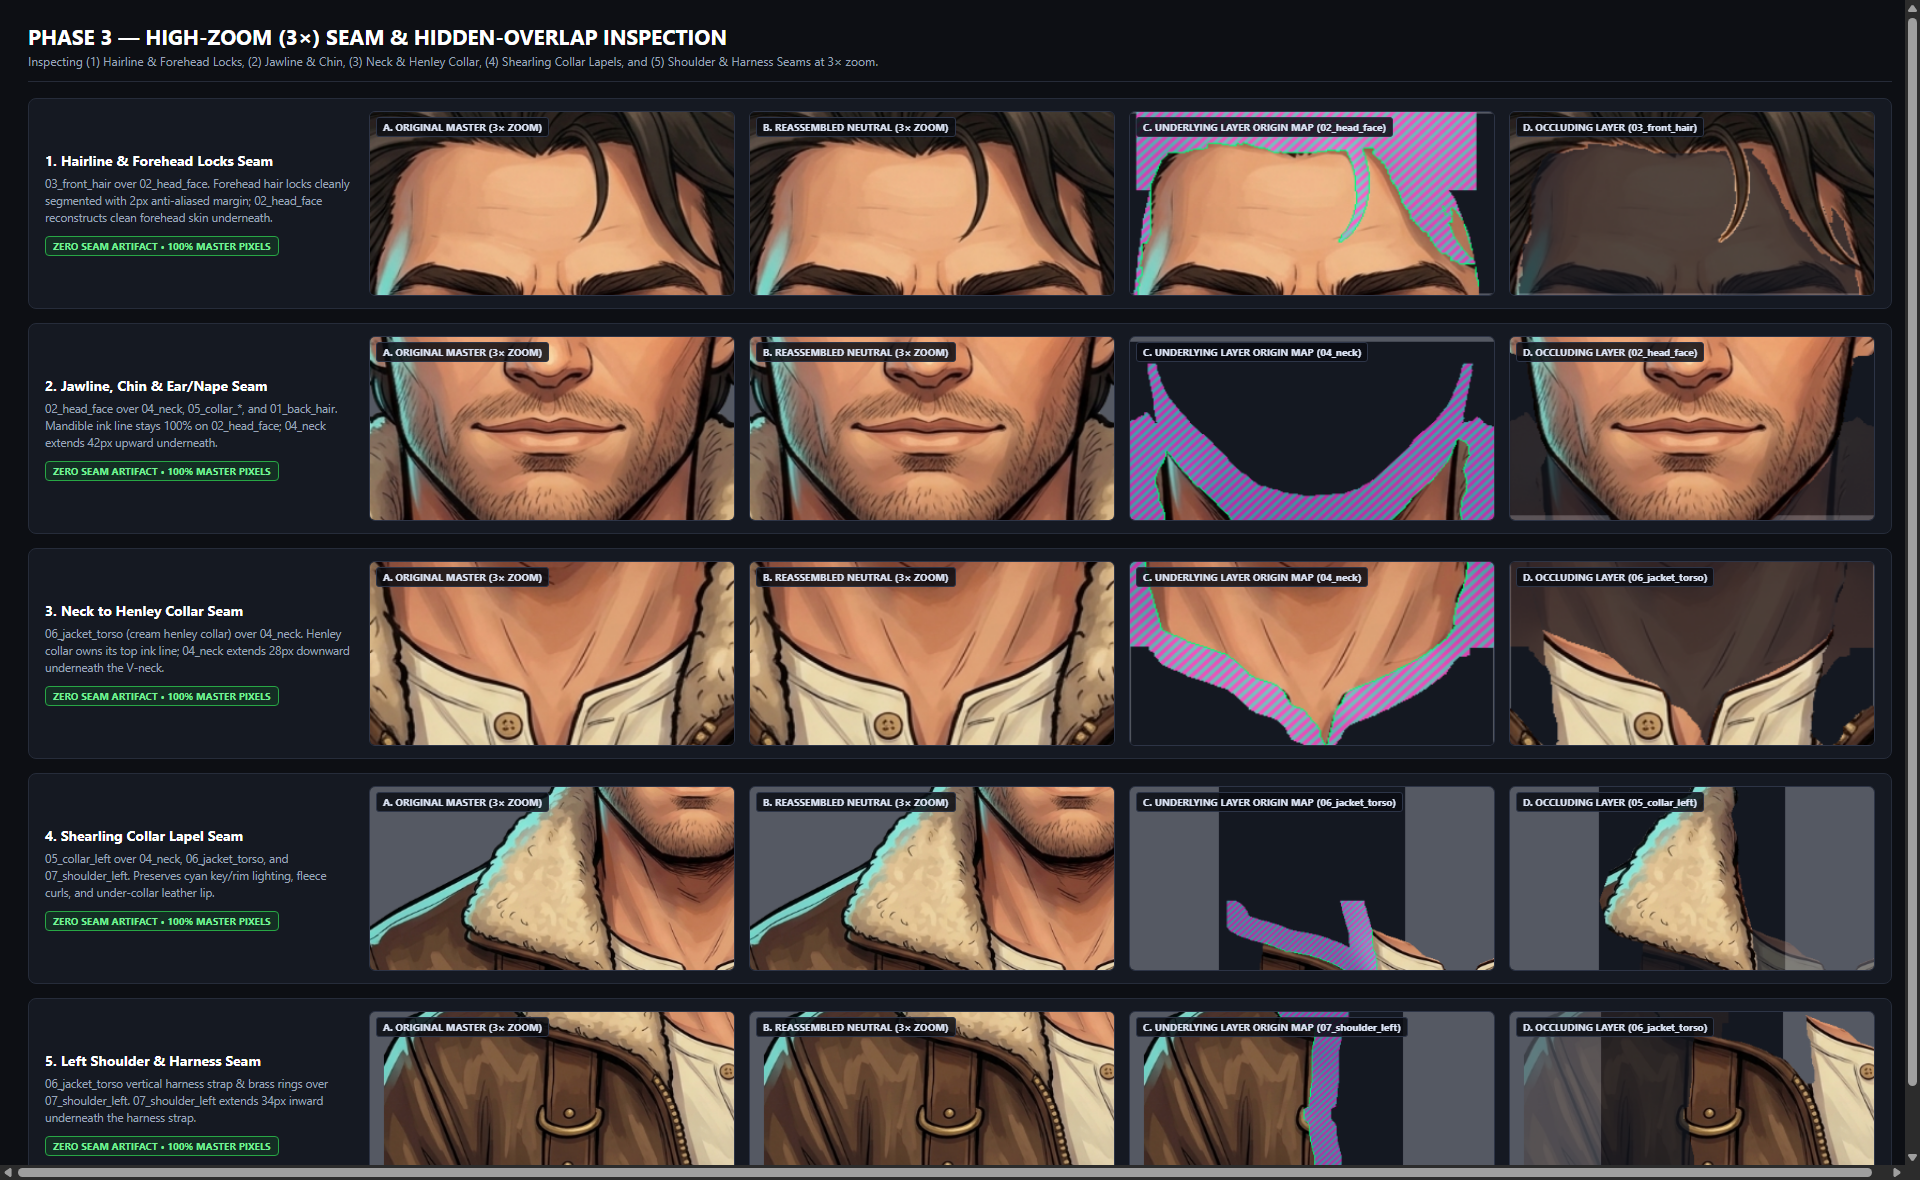 PHASE 3 — HIGH-ZOOM (3×) SEAM & HIDDEN-OVERLAP INSPECTION
Inspecting (1) Hairline & Forehead Locks, (2) Jawline & Chin, (3) Neck & Henley Collar, (4) Shearling Collar Lapels, and (5) Shoulder & Harness Seams at 3× zoom.
1. Hairline & Forehead Locks Seam
03_front_hair over 02_head_face. Forehead hair locks cleanly
segmented with 2px anti-aliased margin; 02_head_face
reconstructs clean forehead skin underneath.
ZERO SEAM ARTIFACT • 100% MASTER PIXELS
A. ORIGINAL MASTER (3× ZOOM)
B. REASSEMBLED NEUTRAL (3× ZOOM)
C. UNDERLYING LAYER ORIGIN MAP (02_head_face)
D. OCCLUDING LAYER (03_front_hair)
2. Jawline, Chin & Ear/Nape Seam
02_head_face over 04_neck, 05_collar_*, and 01_back_hair.
Mandible ink line stays 100% on 02_head_face; 04_neck
extends 42px upward underneath.
ZERO SEAM ARTIFACT • 100% MASTER PIXELS
A. ORIGINAL MASTER (3× ZOOM)
B. REASSEMBLED NEUTRAL (3× ZOOM)
C. UNDERLYING LAYER ORIGIN MAP (04_neck)
D. OCCLUDING LAYER (02_head_face)
3. Neck to Henley Collar Seam
06_jacket_torso (cream henley collar) over 04_neck. Henley
collar owns its top ink line; 04_neck extends 28px downward
underneath the V-neck.
ZERO SEAM ARTIFACT • 100% MASTER PIXELS
A. ORIGINAL MASTER (3× ZOOM)
B. REASSEMBLED NEUTRAL (3× ZOOM)
C. UNDERLYING LAYER ORIGIN MAP (04_neck)
D. OCCLUDING LAYER (06_jacket_torso)
4. Shearling Collar Lapel Seam
05_collar_left over 04_neck, 06_jacket_torso, and
07_shoulder_left. Preserves cyan key/rim lighting, fleece
curls, and under-collar leather lip.
ZERO SEAM ARTIFACT • 100% MASTER PIXELS
A. ORIGINAL MASTER (3× ZOOM)
B. REASSEMBLED NEUTRAL (3× ZOOM)
C. UNDERLYING LAYER ORIGIN MAP (06_jacket_torso)
D. OCCLUDING LAYER (05_collar_left)
5. Left Shoulder & Harness Seam
06_jacket_torso vertical harness strap & brass rings over
07_shoulder_left. 07_shoulder_left extends 34px inward
underneath the harness strap.
ZERO SEAM ARTIFACT • 100% MASTER PIXELS
A. ORIGINAL MASTER (3× ZOOM)
B. REASSEMBLED NEUTRAL (3× ZOOM)
C. UNDERLYING LAYER ORIGIN MAP (07_shoulder_left)
D. OCCLUDING LAYER (06_jacket_torso)